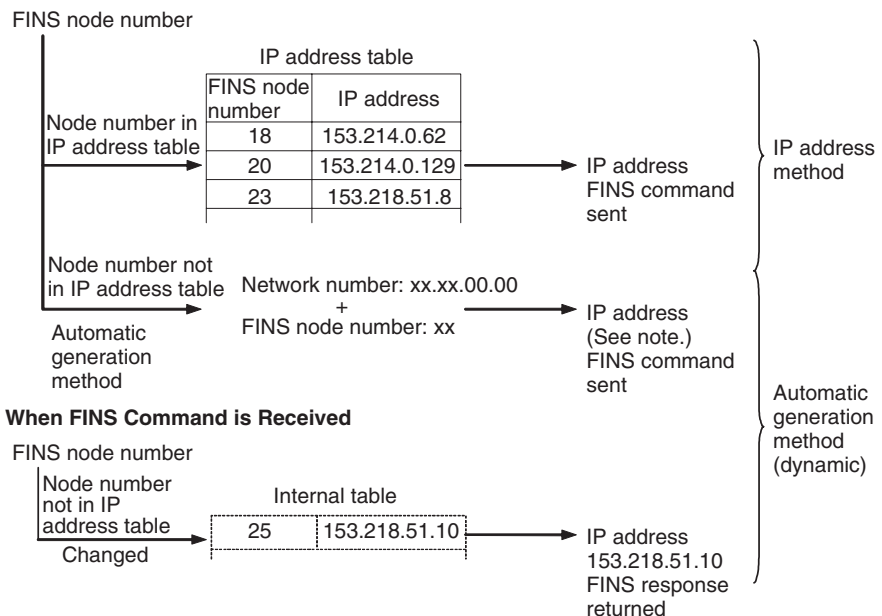 FINS node number
IP address table
FINS node
number
IP address
Node number in
IP address table
18 153.214.0.62
20 153.214.0.129
23 153.218.51.8
IP address
FINS command
sent
IP address
method
Node number not
in IP address table
Automatic
generation
method
Network number: xx.xx.00.00
+
FINS node number: xx
IP address
(See note.)
FINS command
sent
Automatic
generation
method
(dynamic)
When FINS Command is Received
FINS node number
Node number
not in IP
address table
Changed
Internal table
25 153.218.51.10
IP address
153.218.51.10
FINS response
returned